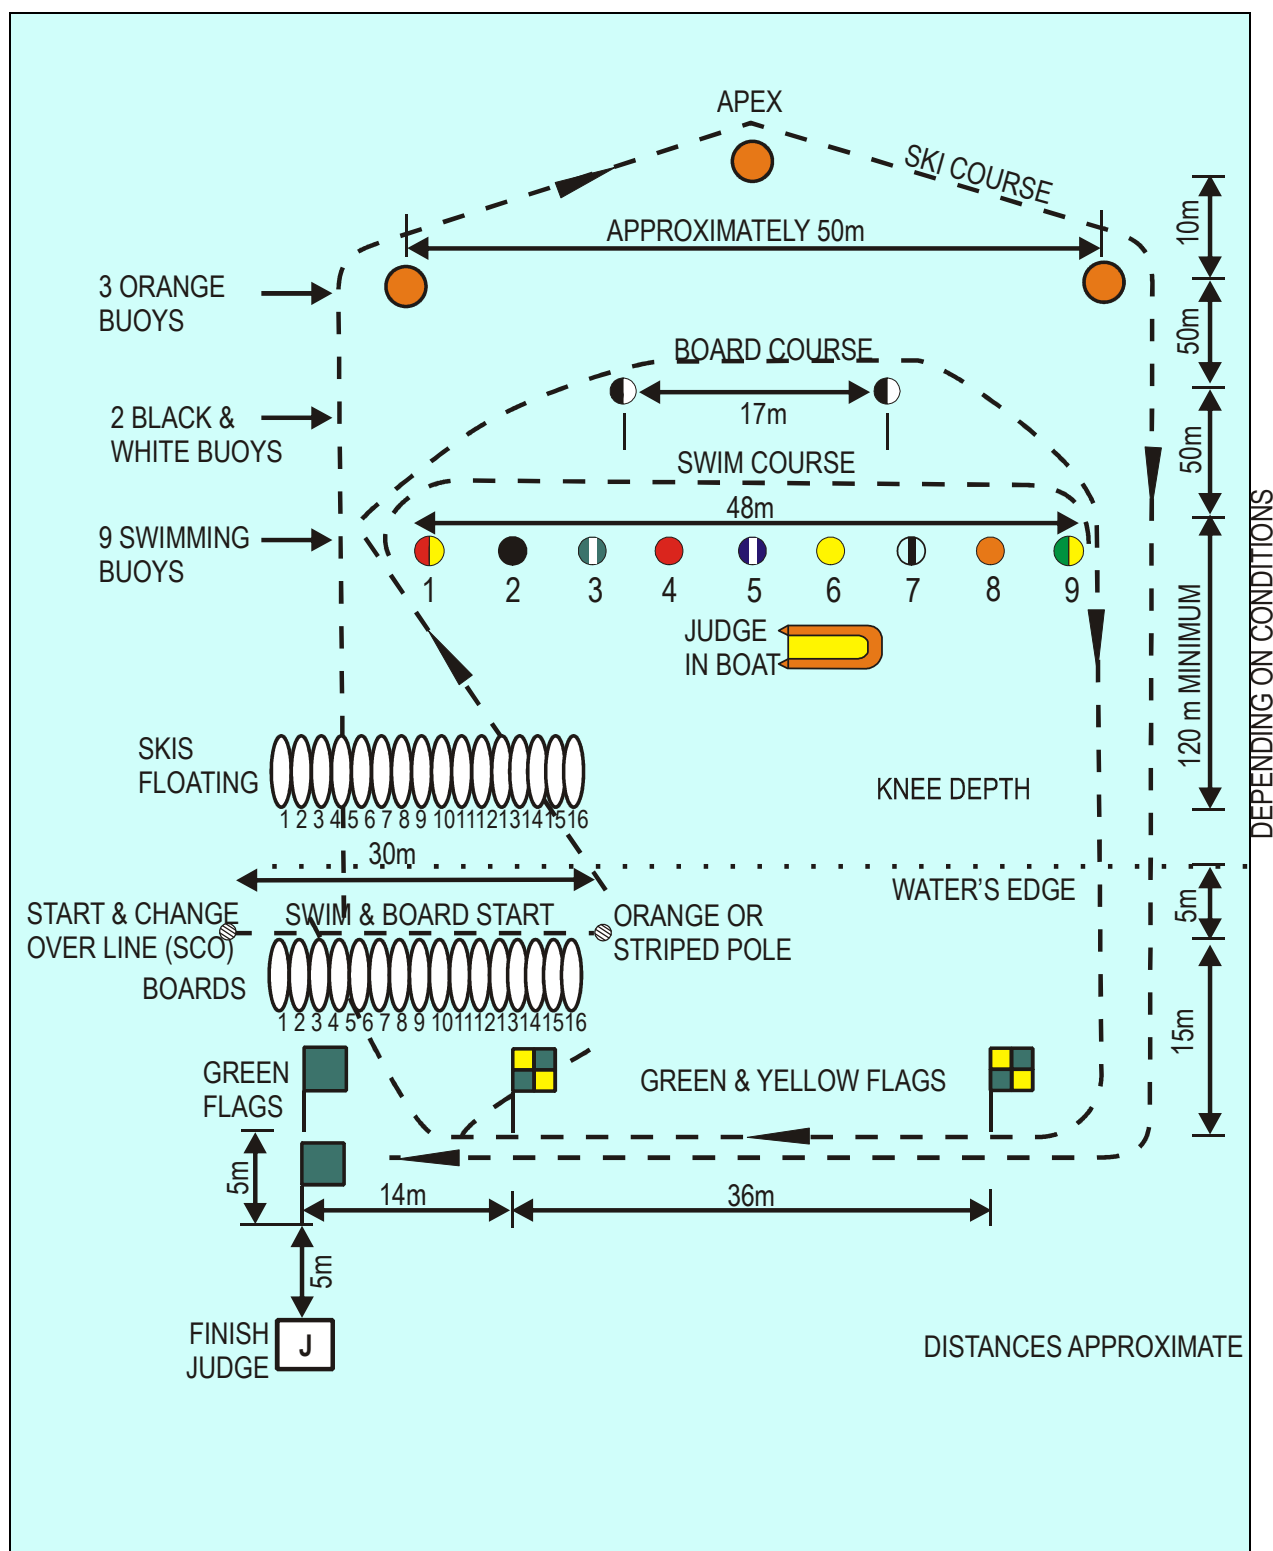 APEX
SKI COURSE
10m
APPROXIMATELY 50m
3 ORANGE
BUOYS
50m
BOARD COURSE
2 BLACK &
WHITE BUOYS
17m
50m
SWIM COURSE
48m
9 SWIMMING
BUOYS
1 2 3 4 5 6 7 8 9
JUDGE
IN BOAT
120 m MINIMUM
DEPENDING ON CONDITIONS
SKIS
FLOATING
KNEE DEPTH
1 2 3 4 5 6 7 8 9 10 11 12 13 14 15 16
30m
WATER'S EDGE
5m
START & CHANGE
OVER LINE (SCO)
SWIM & BOARD START
ORANGE OR
STRIPED POLE
BOARDS
1 2 3 4 5 6 7 8 9 10 11 12 13 14 15 16
15m
GREEN
FLAGS
GREEN & YELLOW FLAGS
5m
14m
36m
5m
FINISH
JUDGE
J
DISTANCES APPROXIMATE